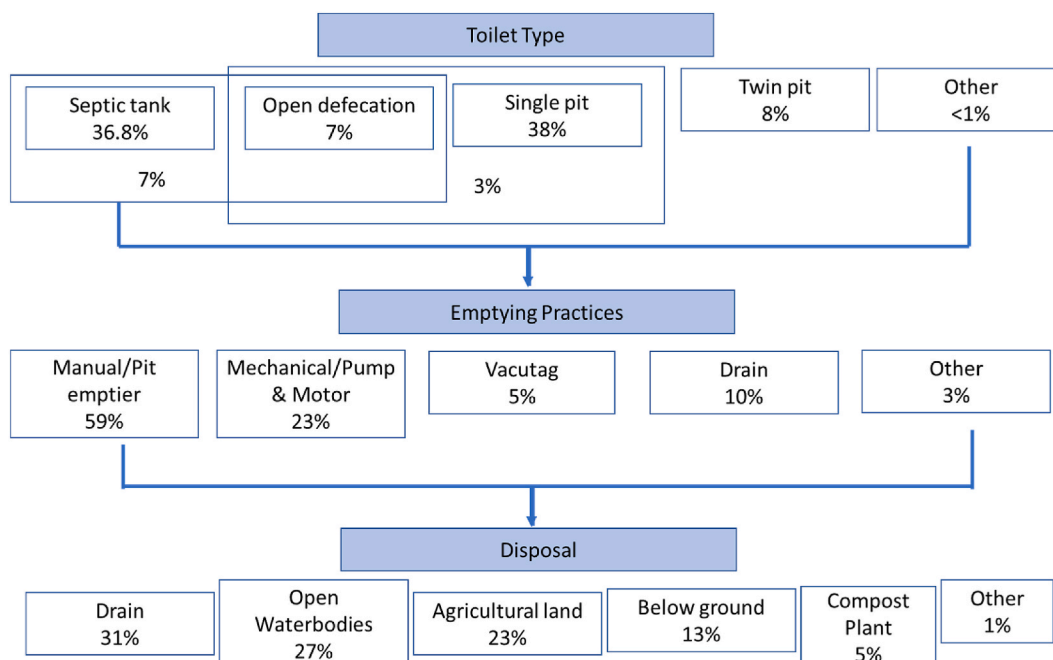 Toilet Type
Septic tank
36.8%
Open defecation
7%
Single pit
38%
Twin pit
8%
Other
<1%
7%
3%
Emptying Practices
Manual/Pit
emptier
59%
Mechanical/Pump
& Motor
23%
Vacutag
5%
Drain
10%
Other
3%
Disposal
Drain
31%
Open
Waterbodies
27%
Agricultural land
23%
Below ground
13%
Compost
Plant
5%
Other
1%